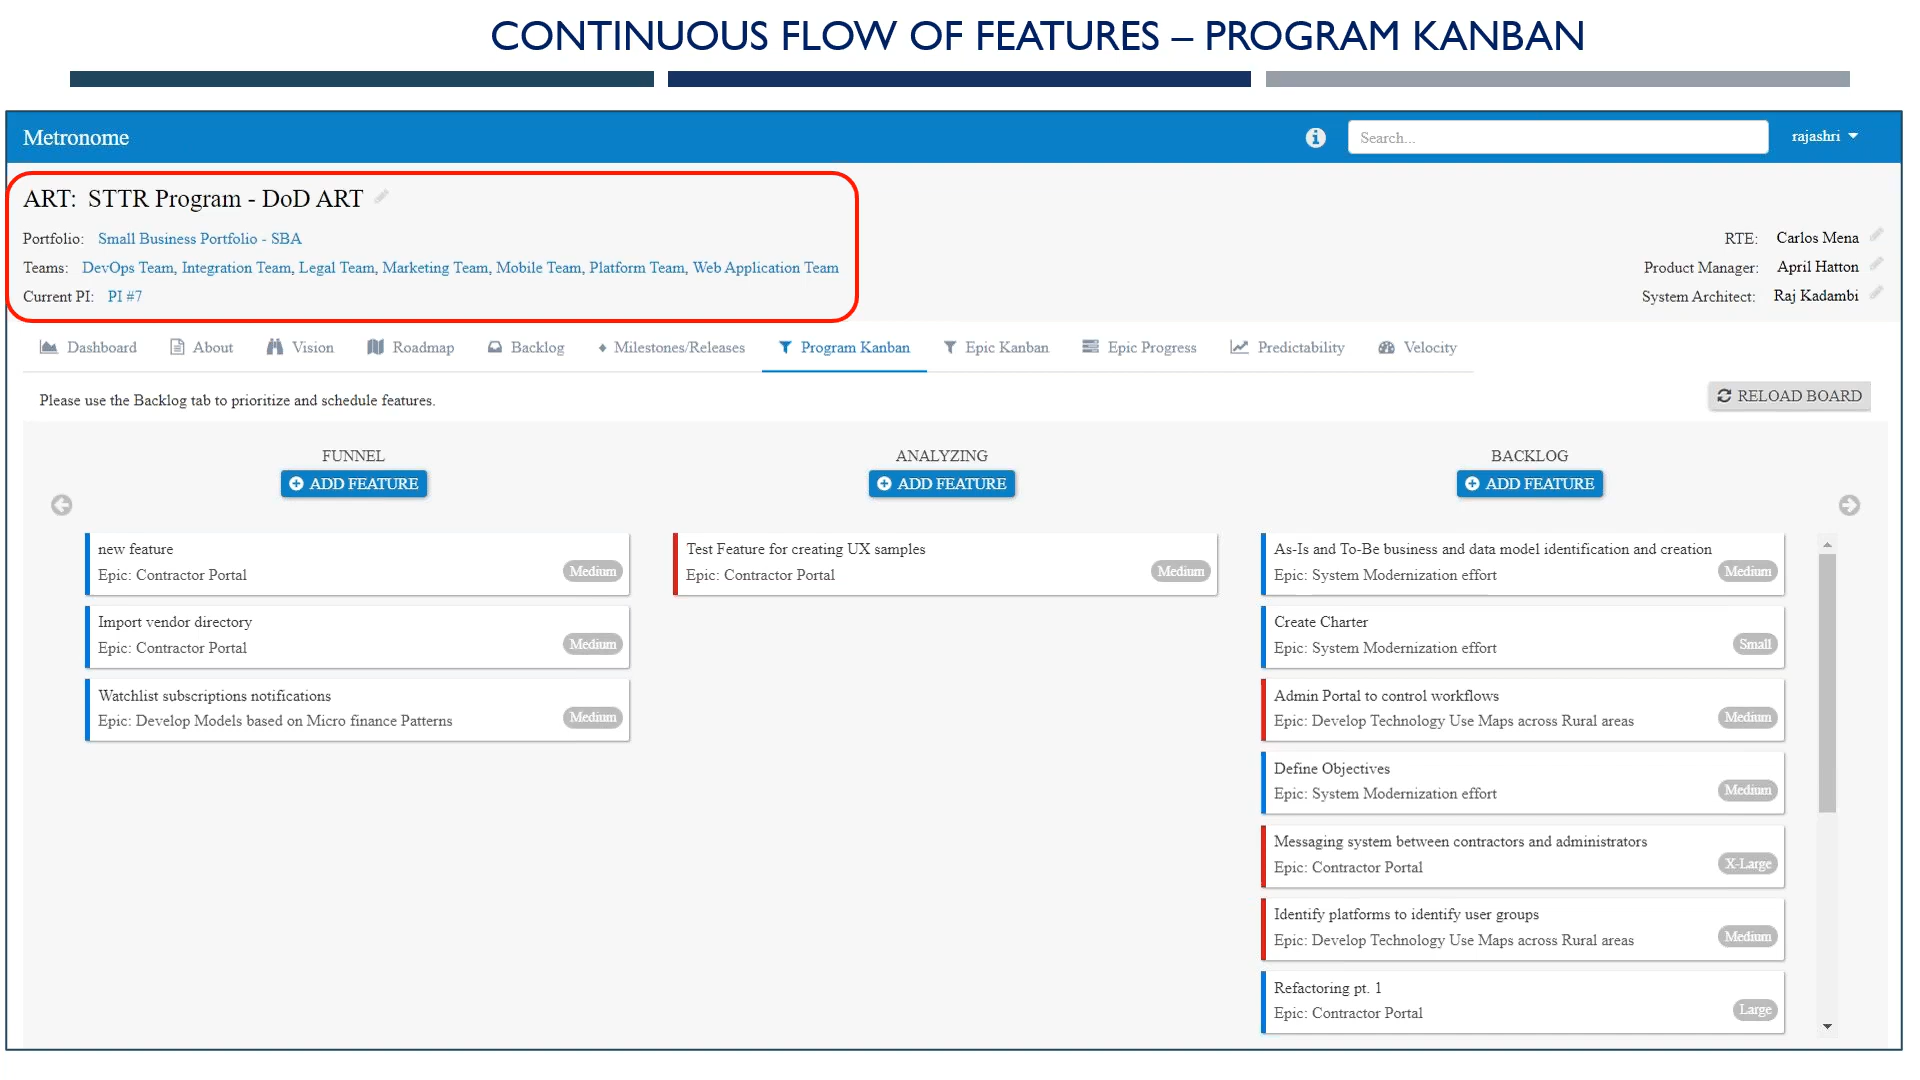 CONTINUOUS FLOW OF FEATURES – PROGRAM KANBAN
Metronome
Search...
rajashri
ART: STTR Program - DoD ART
Portfolio: Small Business Portfolio - SBA
Teams: DevOps Team, Integration Team, Legal Team, Marketing Team, Mobile Team, Platform Team, Web Application Team
Current PI: PI #7
RTE: Carlos Mena
Product Manager: April Hatton
System Architect: Raj Kadambi
Dashboard About Vision Roadmap Backlog Milestones/Releases Program Kanban Epic Kanban Epic Progress Predictability Velocity
Please use the Backlog tab to prioritize and schedule features.
RELOAD BOARD
FUNNEL
ADD FEATURE
new feature
Epic: Contractor Portal
Medium
Import vendor directory
Epic: Contractor Portal
Medium
Watchlist subscriptions notifications
Epic: Develop Models based on Micro finance Patterns
Medium
ANALYZING
ADD FEATURE
Test Feature for creating UX samples
Epic: Contractor Portal
Medium
BACKLOG
ADD FEATURE
As-Is and To-Be business and data model identification and creation
Epic: System Modernization effort
Medium
Create Charter
Epic: System Modernization effort
Small
Admin Portal to control workflows
Epic: Develop Technology Use Maps across Rural areas
Medium
Define Objectives
Epic: System Modernization effort
Medium
Messaging system between contractors and administrators
Epic: Contractor Portal
X-Large
Identify platforms to identify user groups
Epic: Develop Technology Use Maps across Rural areas
Medium
Refactoring pt. 1
Epic: Contractor Portal
Large